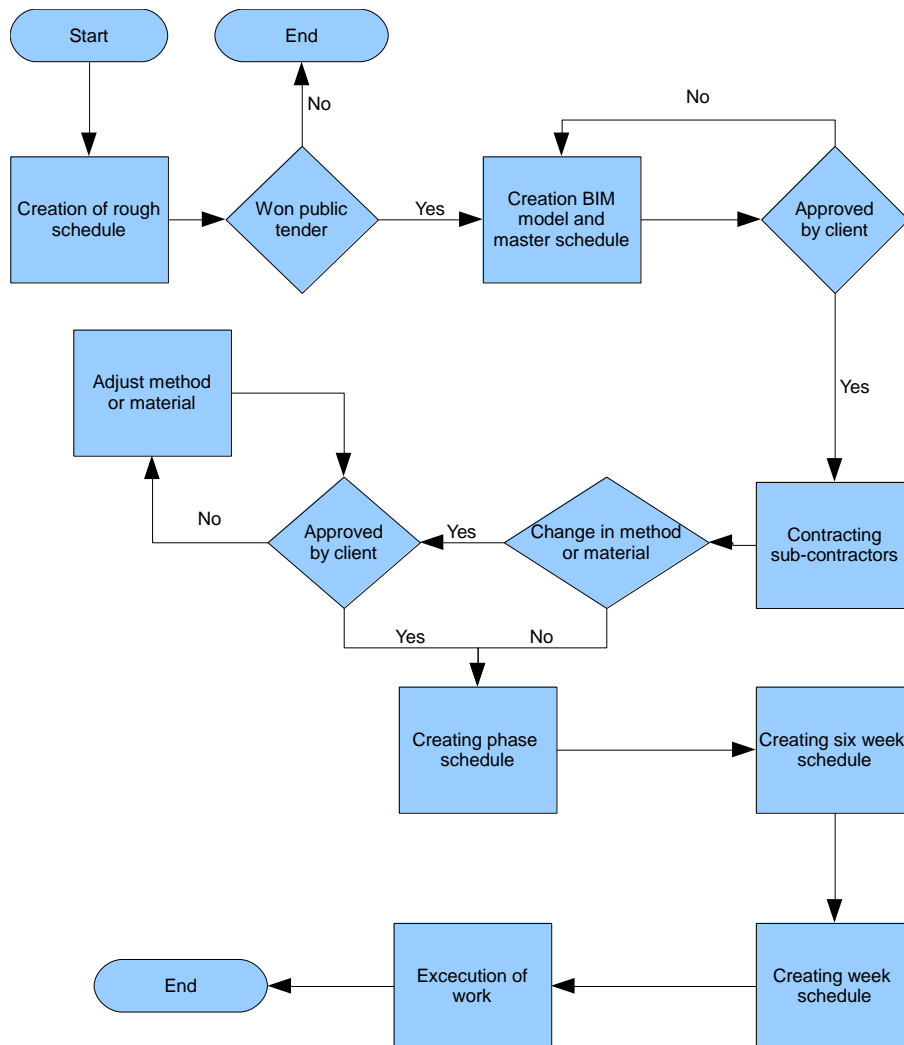 Start
End
No
No
Creation of rough
schedule
Won public
tender
Yes
Creation BIM
model and
master schedule
Approved
by client
Adjust method
or material
Yes
No
Approved
by client
Yes
Change in method
or material
Contracting
sub-contractors
Yes
No
Creating phase
schedule
Creating six week
schedule
End
Excecution of
work
Creating week
schedule